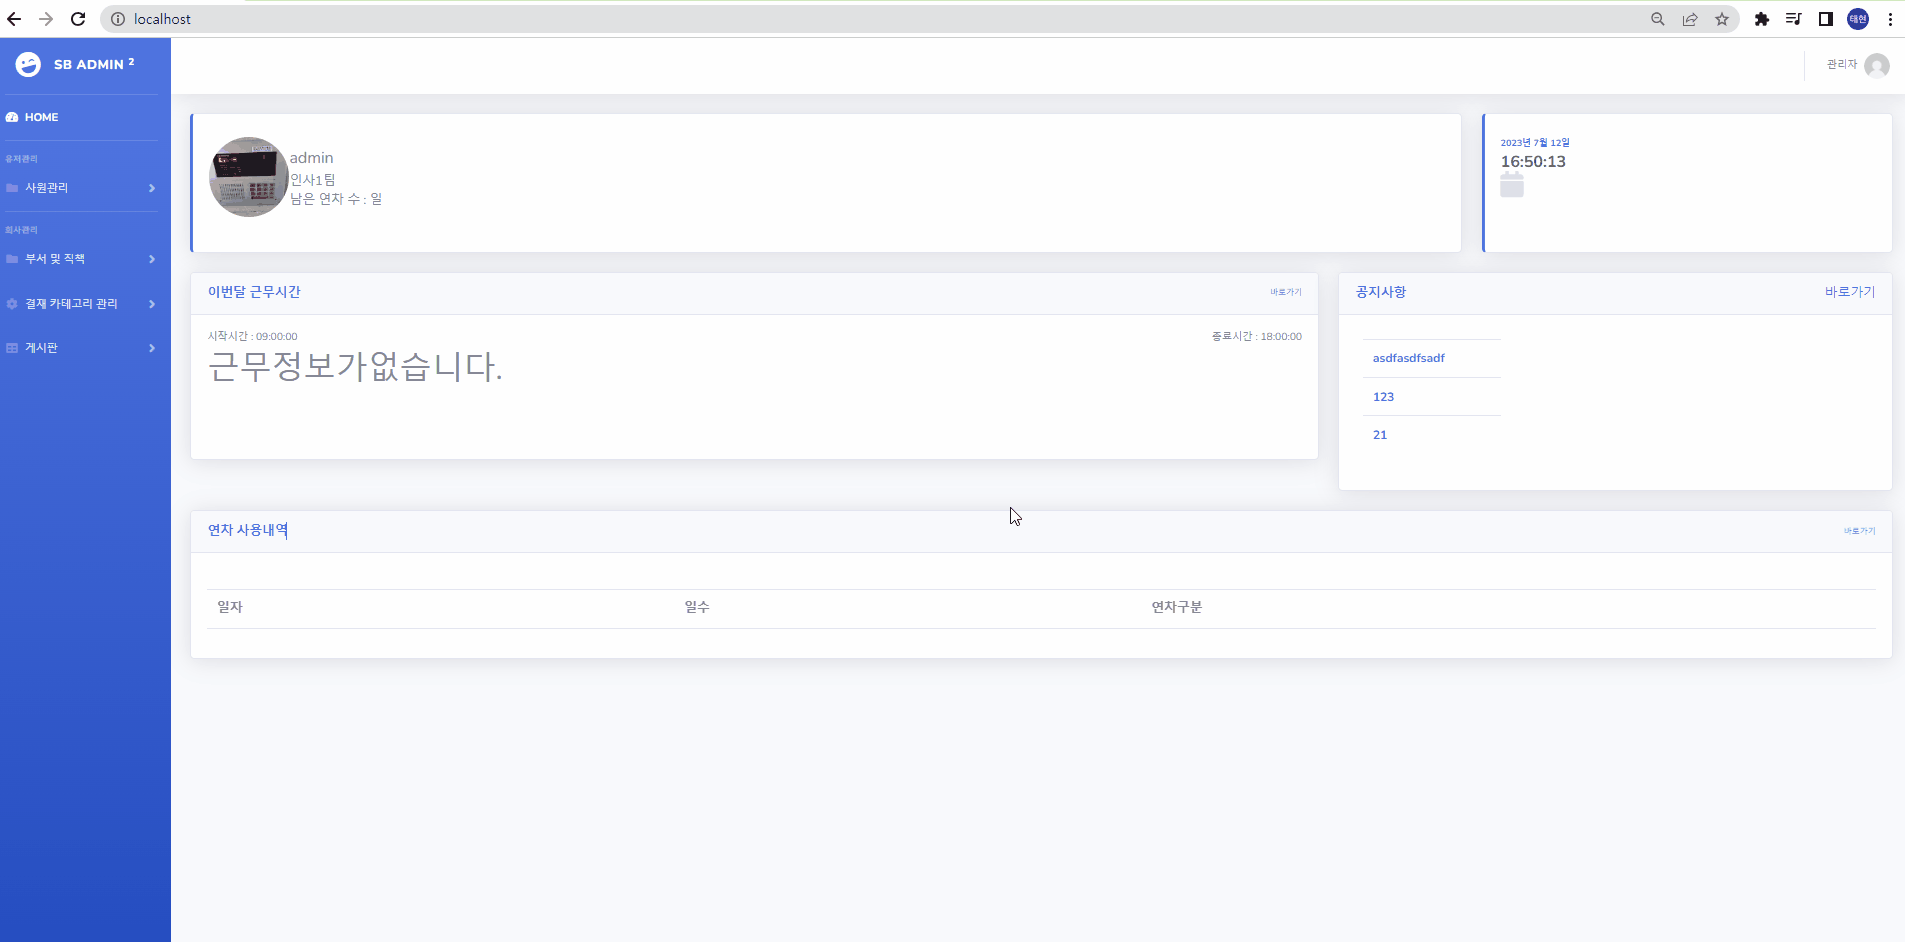 localhost
태현
SB ADMIN 2
관리자
HOME
유저관리
사원관리
회사관리
부서 및 직책
결재 카테고리 관리
게시판
admin
인사1팀
남은 연차 수 : 일
2023년 7월 12일
16:50:13
이번달 근무시간
바로가기
시작시간 : 09:00:00
종료시간 : 18:00:00
근무정보가없습니다.
공지사항
바로가기
asdfasdfsadf
123
21
연차 사용내역
바로가기
일자
일수
연차구분